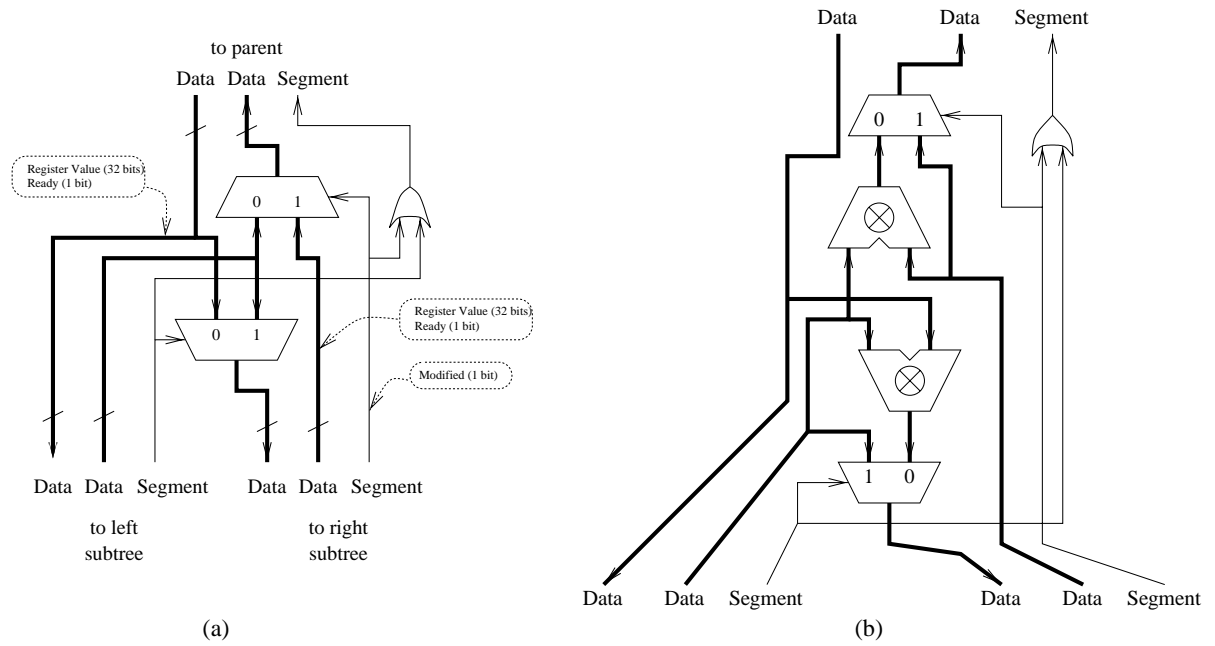 to parent
Data Data Segment
Register Value (32 bits)
Ready (1 bit)
0 1
0 1
Register Value (32 bits)
Ready (1 bit)
Modified (1 bit)
Data Data Segment Data Data Segment
to left
subtree
to right
subtree
(a)
Data Data Segment
0 1
1 0
Data Data Segment Data Data Segment
(b)